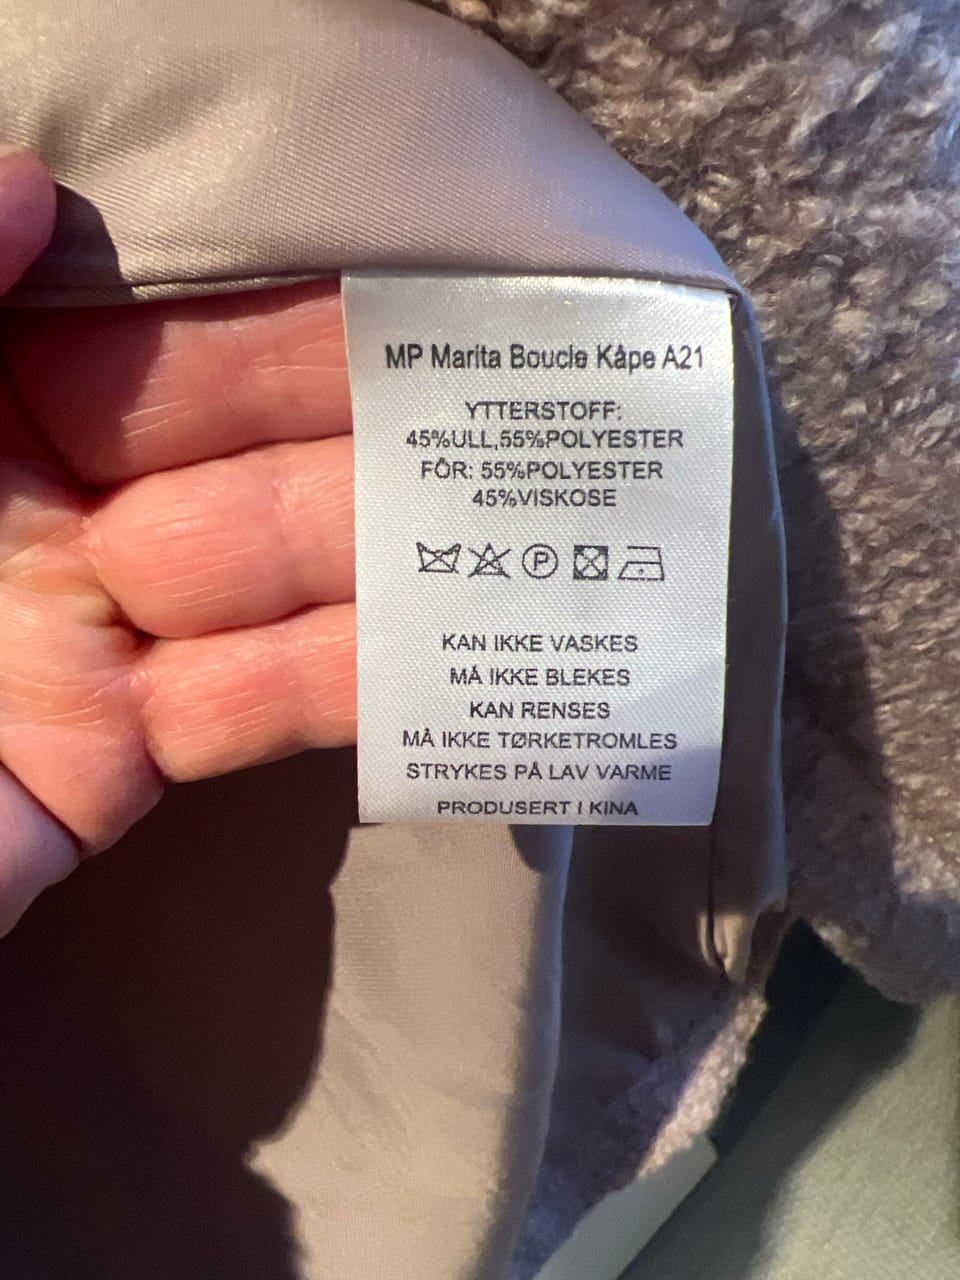 MP Marita Boucle Kåpe A21
YTTERSTOFF:
45%ULL,55%POLYESTER
FÔR: 55%POLYESTER
45%VISKOSE
P
KAN IKKE VASKES
MÅ IKKE BLEKES
KAN RENSES
MÅ IKKE TØRKETROMLES
STRYKES PÅ LAV VARME
PRODUSERT I KINA